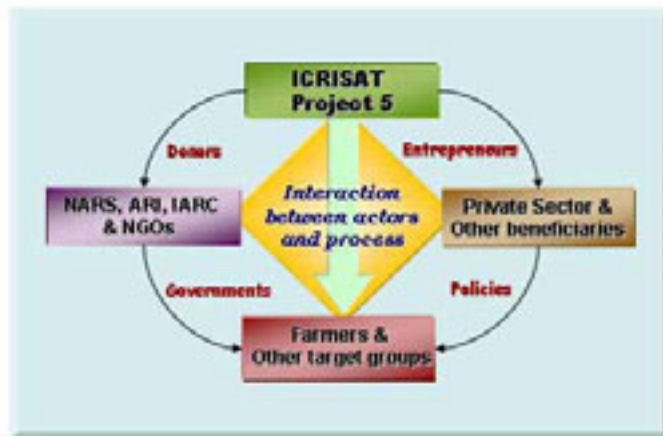 ICRISAT
Project 5
Donors
Entrepreneurs
NARS, ARI, IARC
& NGOs
Interaction
between actors
and process
Private Sector &
Other beneficiaries
Governments
Policies
Farmers &
Other target groups